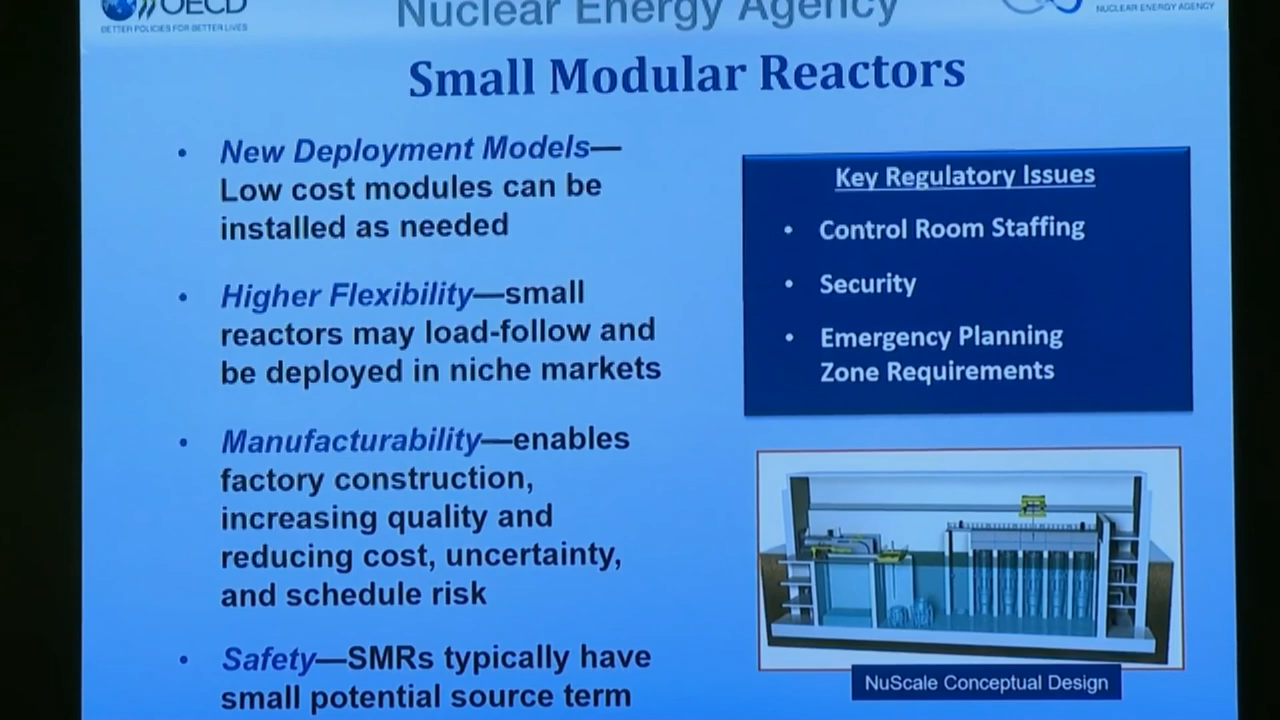 OECD
BETTER POLICIES FOR BETTER LIVES
Nuclear Energy Agency
NUCLEAR ENERGY AGENCY
Small Modular Reactors
• New Deployment Models—
Low cost modules can be
installed as needed
• Higher Flexibility—small
reactors may load-follow and
be deployed in niche markets
• Manufacturability—enables
factory construction,
increasing quality and
reducing cost, uncertainty,
and schedule risk
• Safety—SMRs typically have
small potential source term
Key Regulatory Issues
• Control Room Staffing
• Security
• Emergency Planning
Zone Requirements
NuScale Conceptual Design